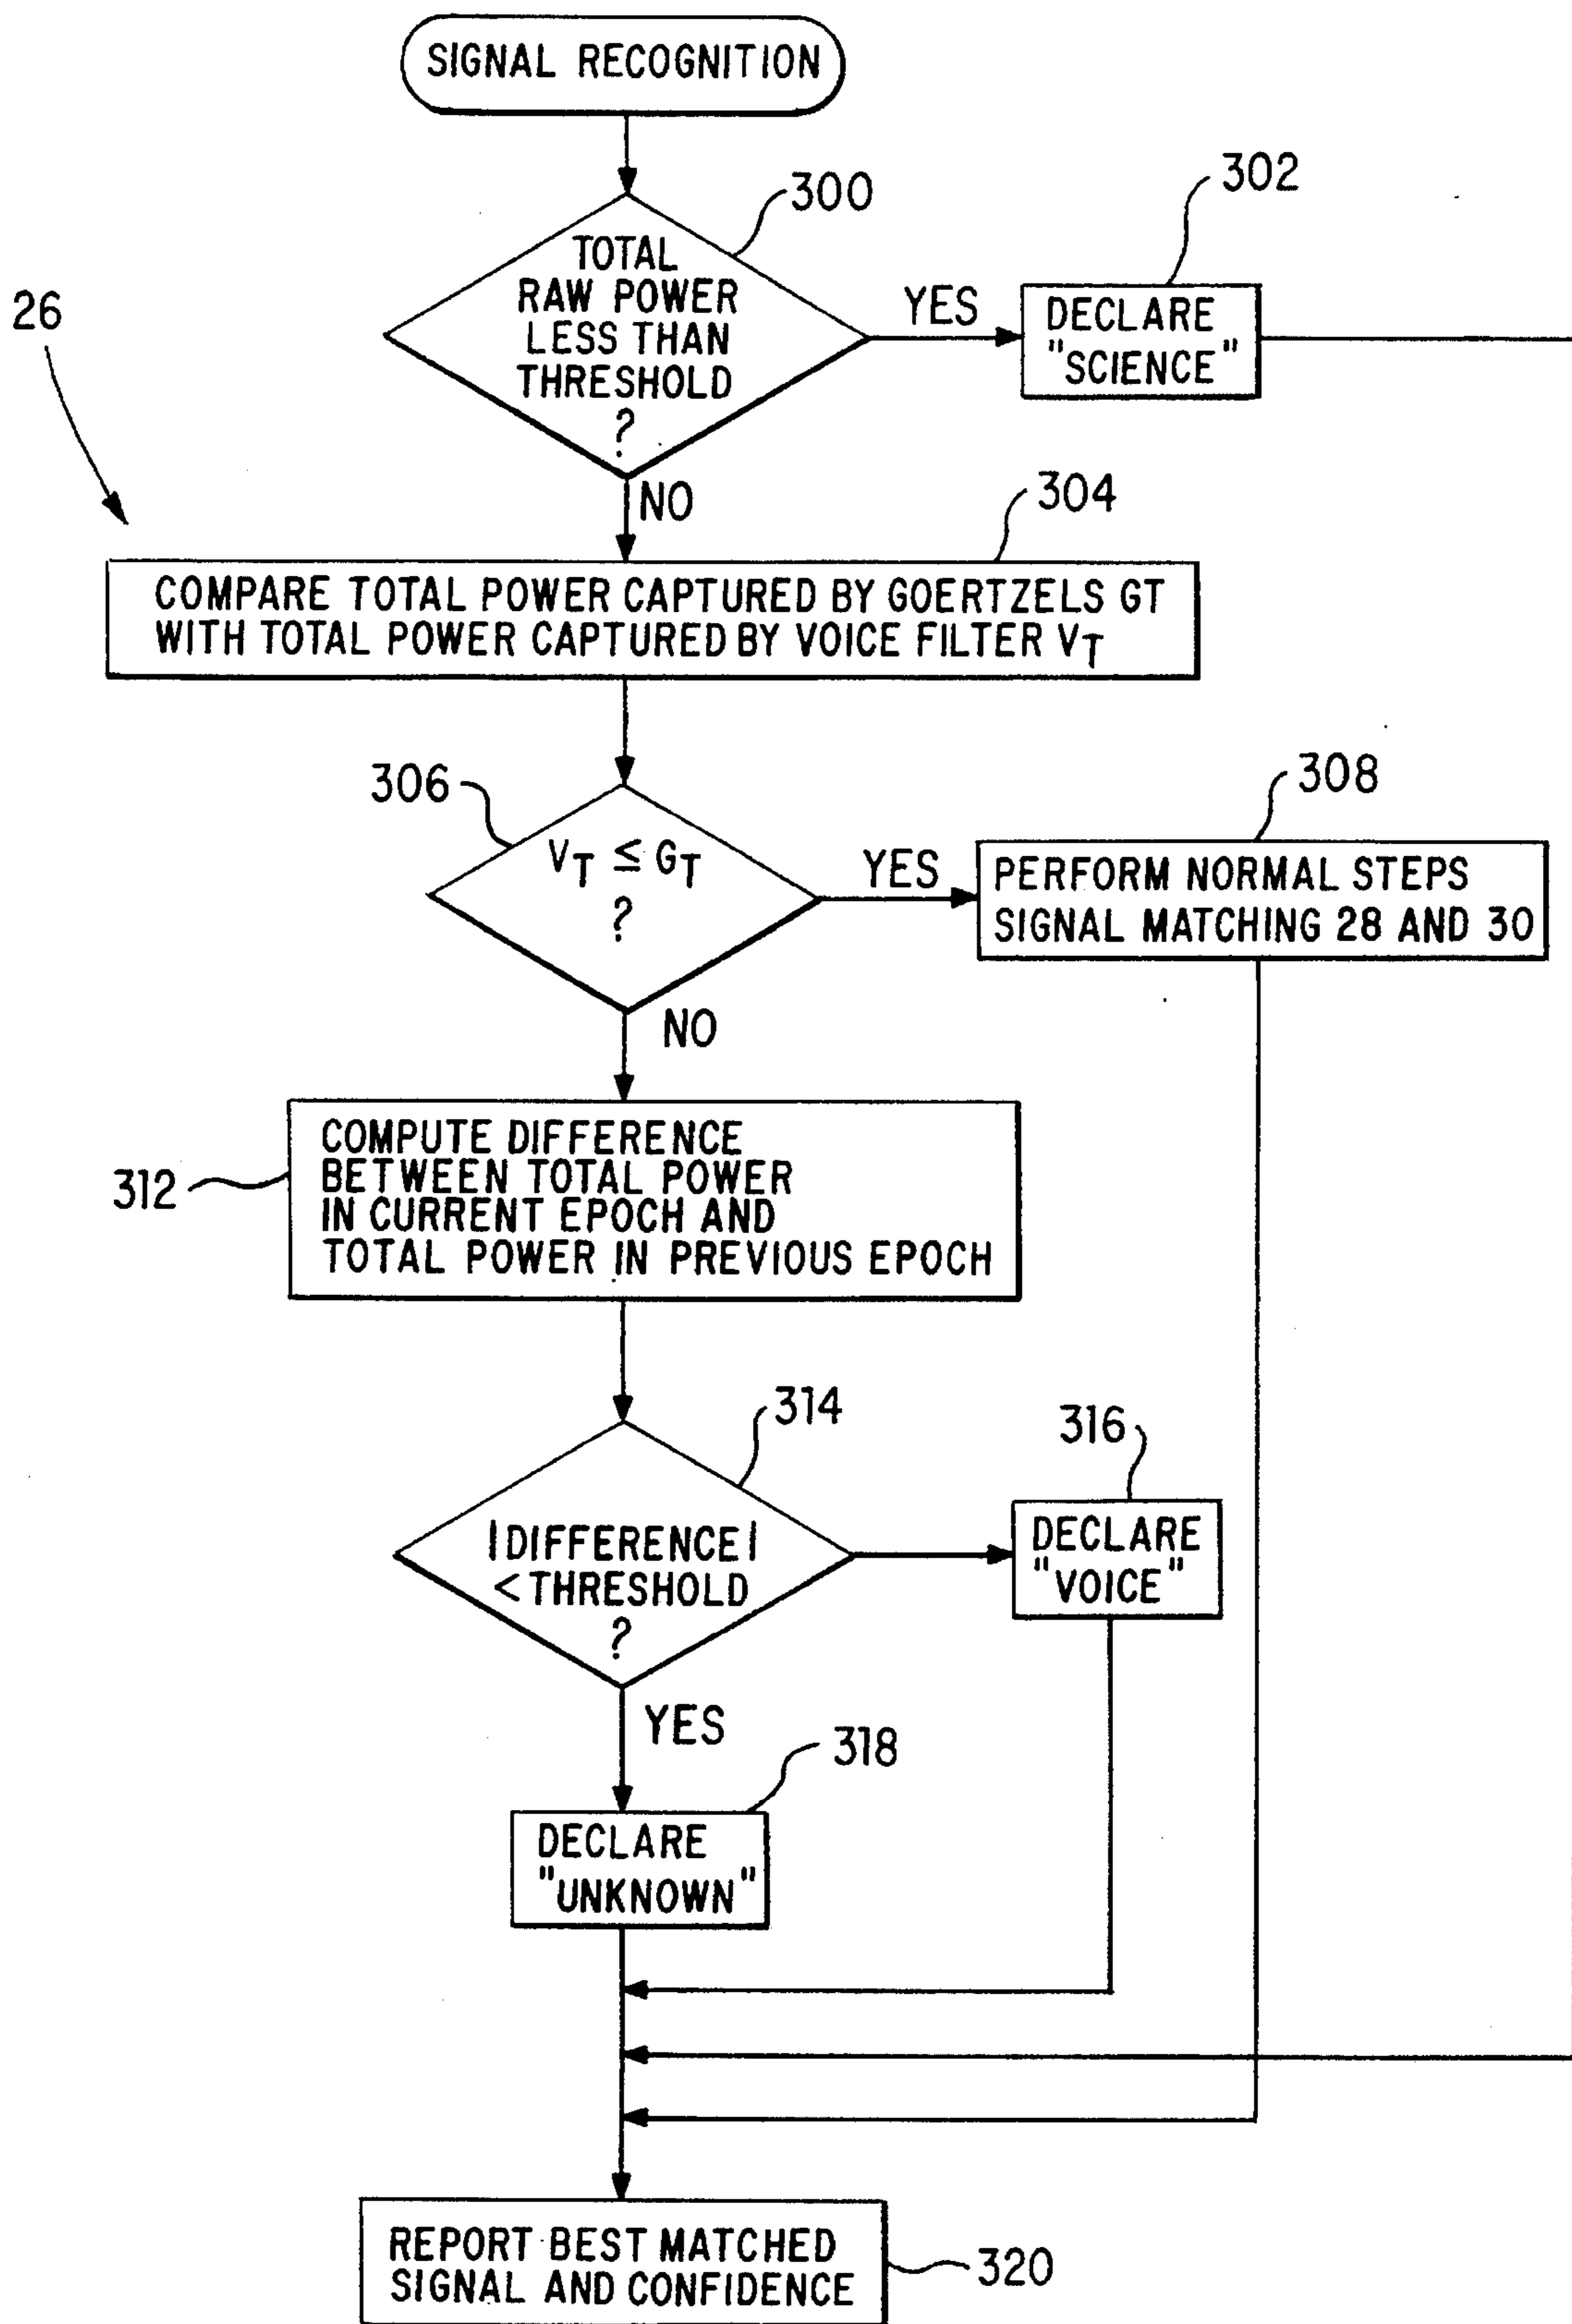 SIGNAL RECOGNITION
300
302
TOTAL
RAW POWER
LESS THAN
THRESHOLD
?
YES
DECLARE
"SCIENCE"
26
NO
304
COMPARE TOTAL POWER CAPTURED BY GOERTZELS GT
WITH TOTAL POWER CAPTURED BY VOICE FILTER VT
306
308
VT ≤ GT
?
YES
PERFORM NORMAL STEPS
SIGNAL MATCHING 28 AND 30
NO
312
COMPUTE DIFFERENCE
BETWEEN TOTAL POWER
IN CURRENT EPOCH AND
TOTAL POWER IN PREVIOUS EPOCH
314
316
|DIFFERENCE|
<THRESHOLD
?
DECLARE
"VOICE"
YES
318
DECLARE
"UNKNOWN"
REPORT BEST MATCHED
SIGNAL AND CONFIDENCE
320